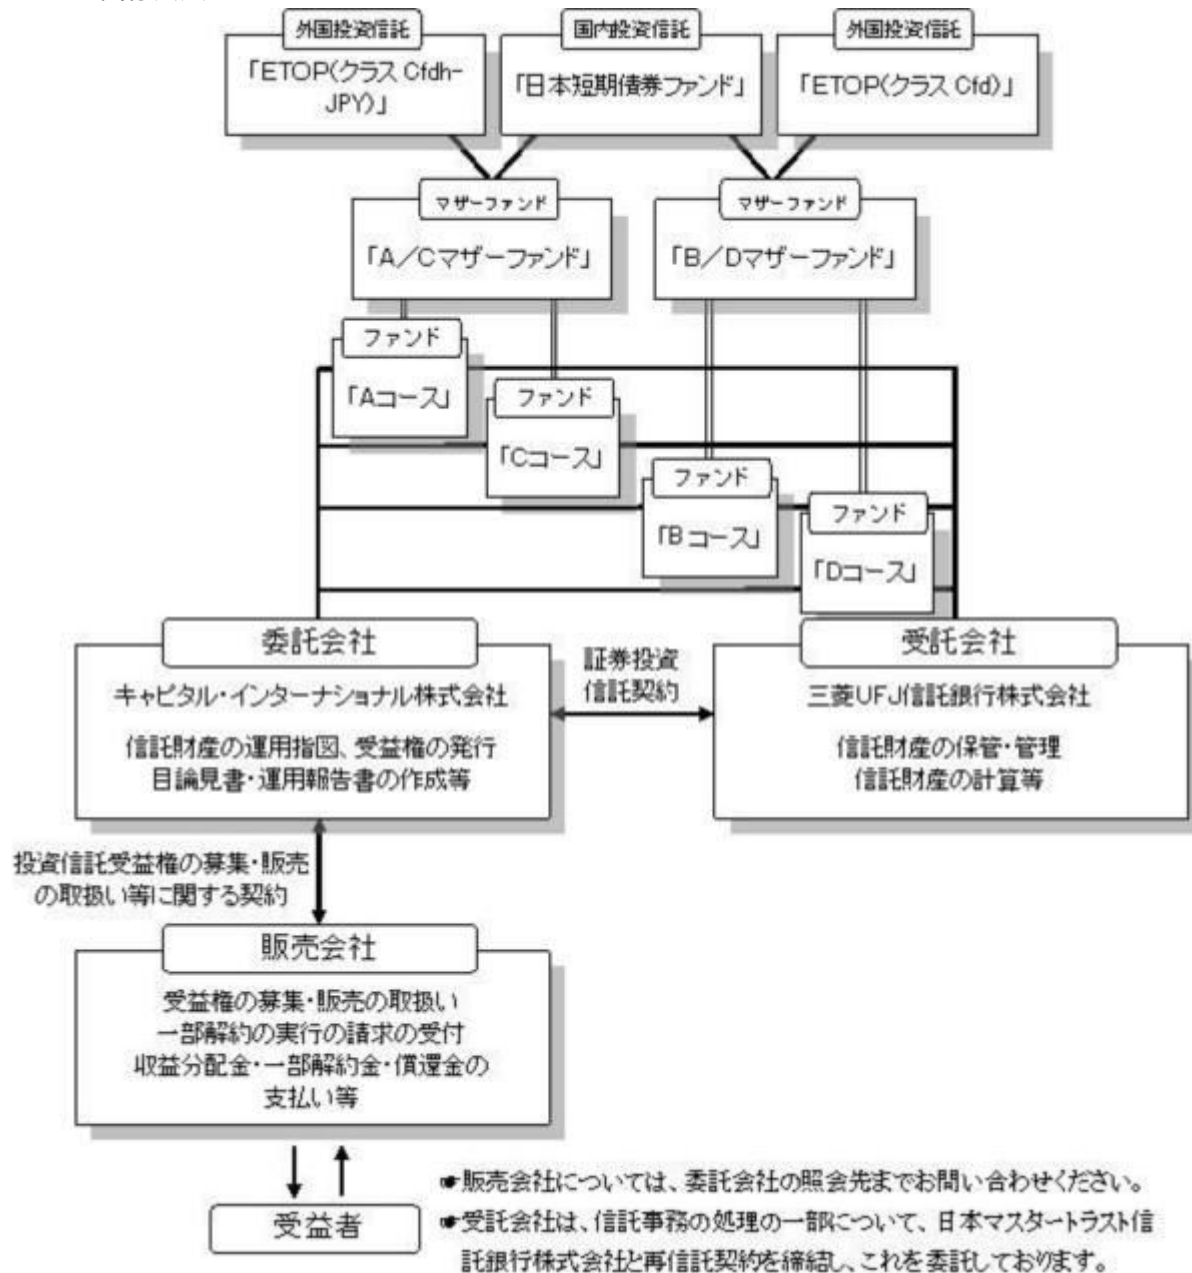 外国投資信託
「ETOP(クラス Cfdh-
JPY)」
国内投資信託
「日本短期債券ファンド」
外国投資信託
「ETOP(クラス Cfd)」
マザーファンド
「A/Cマザーファンド」
マザーファンド
「B/Dマザーファンド」
ファンド
「Aコース」
ファンド
「Cコース」
ファンド
「Bコース」
ファンド
「Dコース」
委託会社
キャピタル・インターナショナル株式会社
信託財産の運用指図、受益権の発行
目論見書・運用報告書の作成等
証券投資
信託契約
受託会社
三菱UFJ信託銀行株式会社
信託財産の保管・管理
信託財産の計算等
投資信託受益権の募集・販売
の取扱い等に関する契約
販売会社
受益権の募集・販売の取扱い
一部解約の実行の請求の受付
収益分配金・一部解約金・償還金の
支払い等
受益者
☛販売会社については、委託会社の照会先までお問い合わせください。
☛受託会社は、信託事務の処理の一部について、日本マスタートラスト信
託銀行株式会社と再信託契約を締結し、これを委託しております。